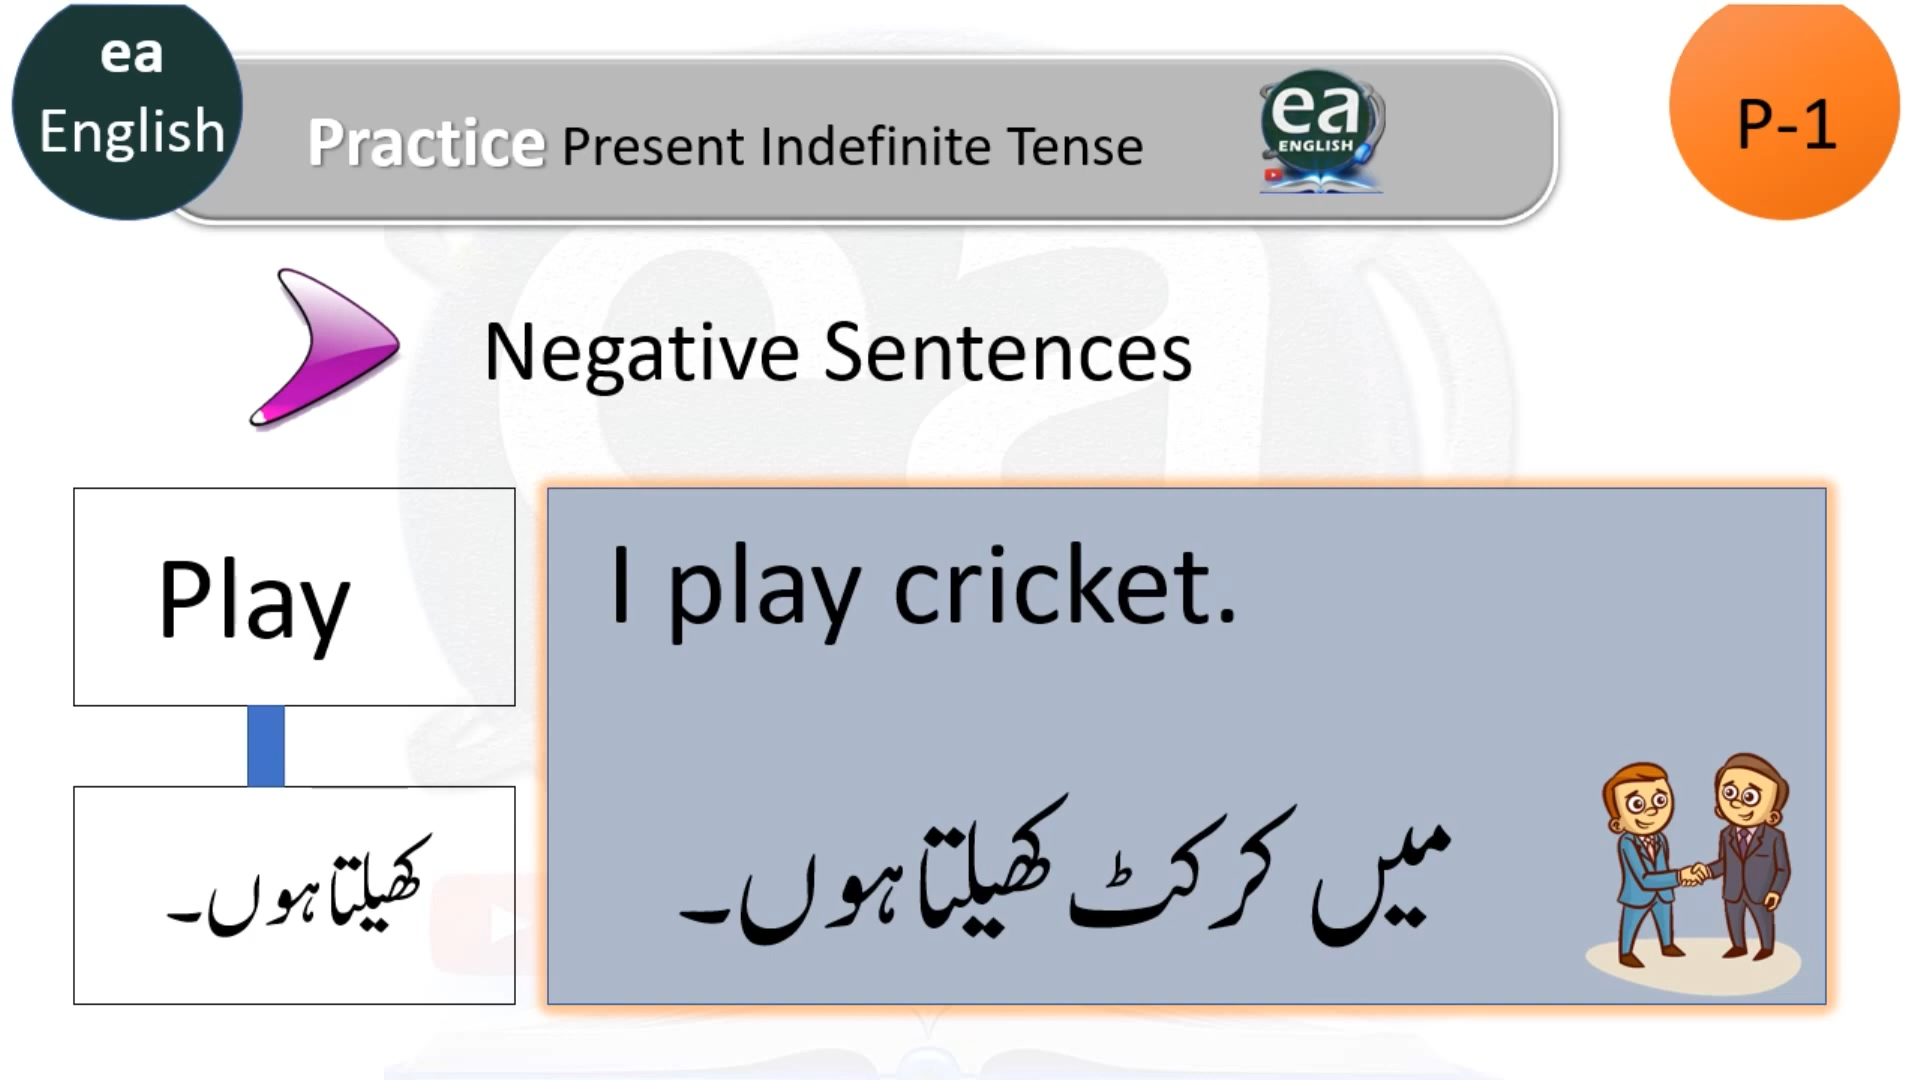 ea
English
Practice Present Indefinite Tense
ea
ENGLISH
P-1
Negative Sentences
Play
I play cricket.
کھیلتا ہوں۔
میں کرکٹ کھیلتا ہوں۔